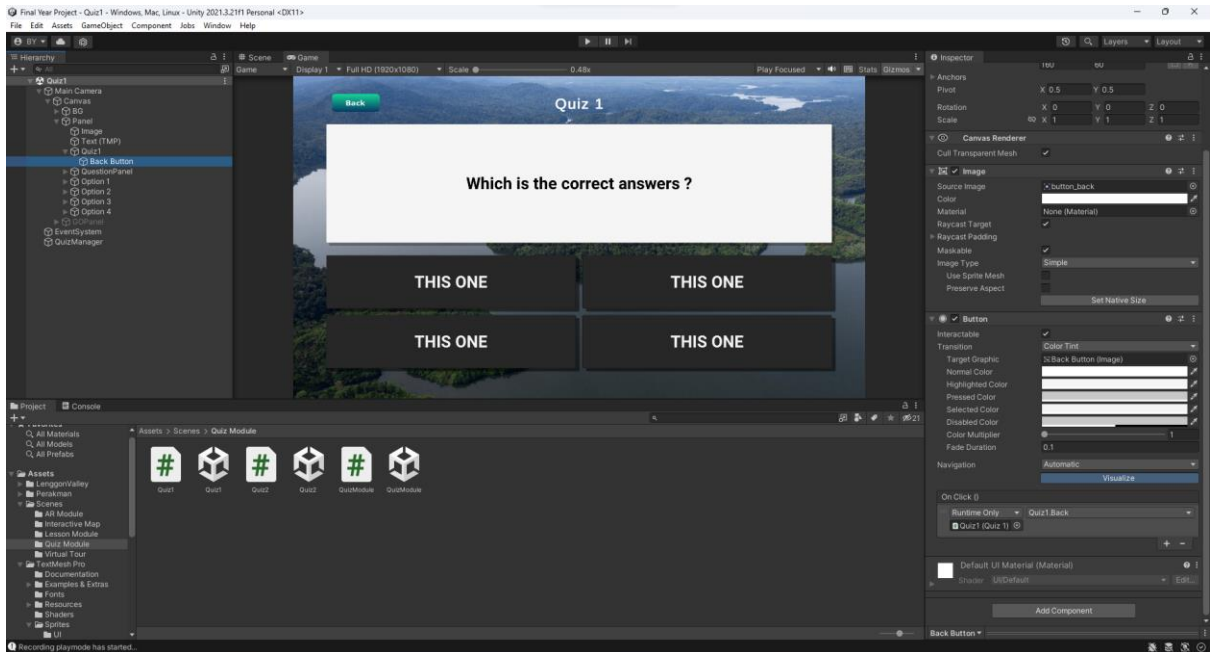 Final Year Project - Quiz1 - Windows, Mac, Linux - Unity 2021.3.21f1 Personal <DX11>
File Edit Assets GameObject Component Jobs Window Help
BY
Layers
Layout
Hierarchy
All
Quiz1
Main Camera
Canvas
BG
Panel
Image
Text (TMP)
Quiz1
Back Button
QuestionPanel
Option 1
Option 2
Option 3
Option 4
GOPanel
EventSystem
QuizManager
Scene
Game
Game
Display 1
Full HD (1920x1080)
Scale
0.48x
Play Focused
Stats
Gizmos
Back
Quiz 1
Which is the correct answers ?
THIS ONE
THIS ONE
THIS ONE
THIS ONE
Project
Console
21
Favorites
All Materials
All Models
All Prefabs
Assets
LenggonValley
Perakman
Scenes
AR Module
Interactive Map
Lesson Module
Quiz Module
Virtual Tour
TextMesh Pro
Documentation
Examples & Extras
Fonts
Resources
Shaders
Sprites
UI
Assets > Scenes > Quiz Module
Quiz1
Quiz1
Quiz2
Quiz2
QuizModule
QuizModule
Inspector
160 60
Anchors
Pivot X 0.5 Y 0.5
Rotation X 0 Y 0 Z 0
Scale X 1 Y 1 Z 1
Canvas Renderer
Cull Transparent Mesh
Image
Source Image button_back
Color
Material None (Material)
Raycast Target
Raycast Padding
Maskable
Image Type Simple
Use Sprite Mesh
Preserve Aspect
Set Native Size
Button
Interactable
Transition Color Tint
Target Graphic Back Button (Image)
Normal Color
Highlighted Color
Pressed Color
Selected Color
Disabled Color
Color Multiplier 1
Fade Duration 0.1
Navigation Automatic
Visualize
On Click ()
Runtime Only Quiz1.Back
Quiz1 (Quiz 1)
Default UI Material (Material)
Shader UI/Default Edit...
Add Component
Back Button
Recording playmode has started...